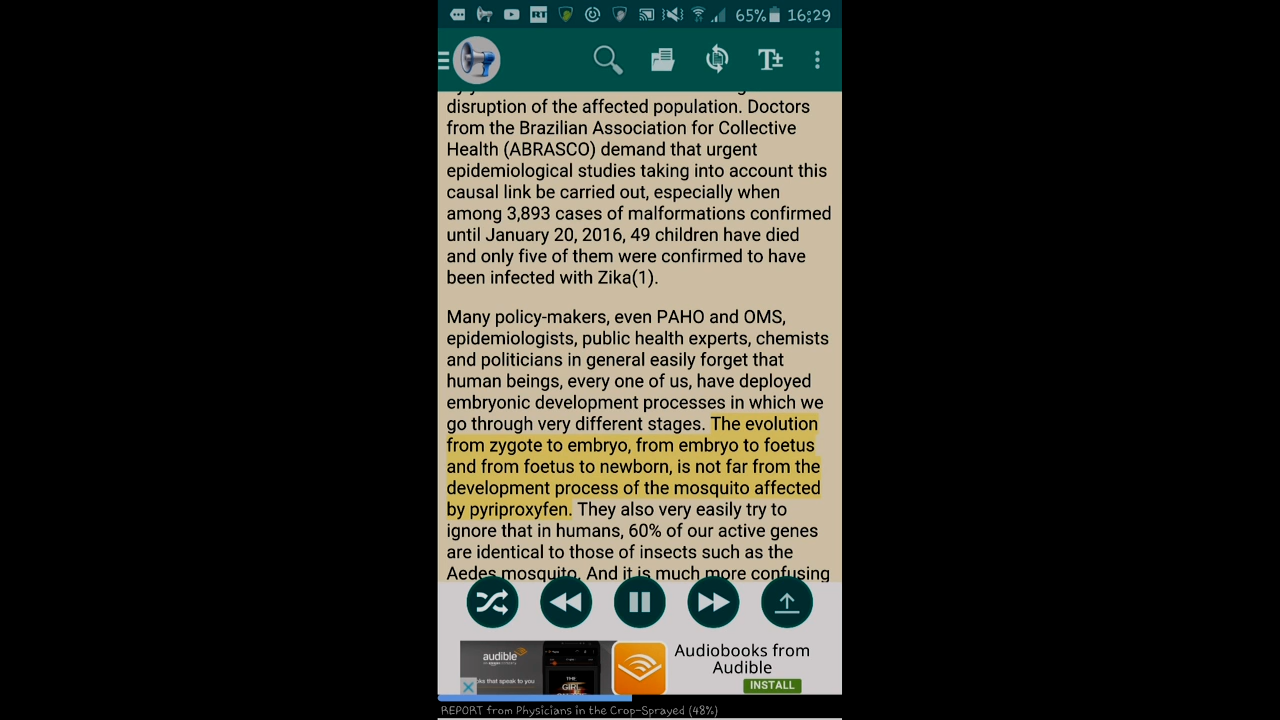 RT
65% 16:29
T±
disruption of the affected population. Doctors
from the Brazilian Association for Collective
Health (ABRASCO) demand that urgent
epidemiological studies taking into account this
causal link be carried out, especially when
among 3,893 cases of malformations confirmed
until January 20, 2016, 49 children have died
and only five of them were confirmed to have
been infected with Zika(1).
Many policy-makers, even PAHO and OMS,
epidemiologists, public health experts, chemists
and politicians in general easily forget that
human beings, every one of us, have deployed
embryonic development processes in which we
go through very different stages. The evolution
from zygote to embryo, from embryo to foetus
and from foetus to newborn, is not far from the
development process of the mosquito affected
by pyriproxyfen. They also very easily try to
ignore that in humans, 60% of our active genes
are identical to those of insects such as the
Aedes mosquito. And it is much more confusing
audible
that speak to you
THE
GIRL
Audiobooks from
Audible
INSTALL
REPORT from Physicians in the Crop-Sprayed (48%)